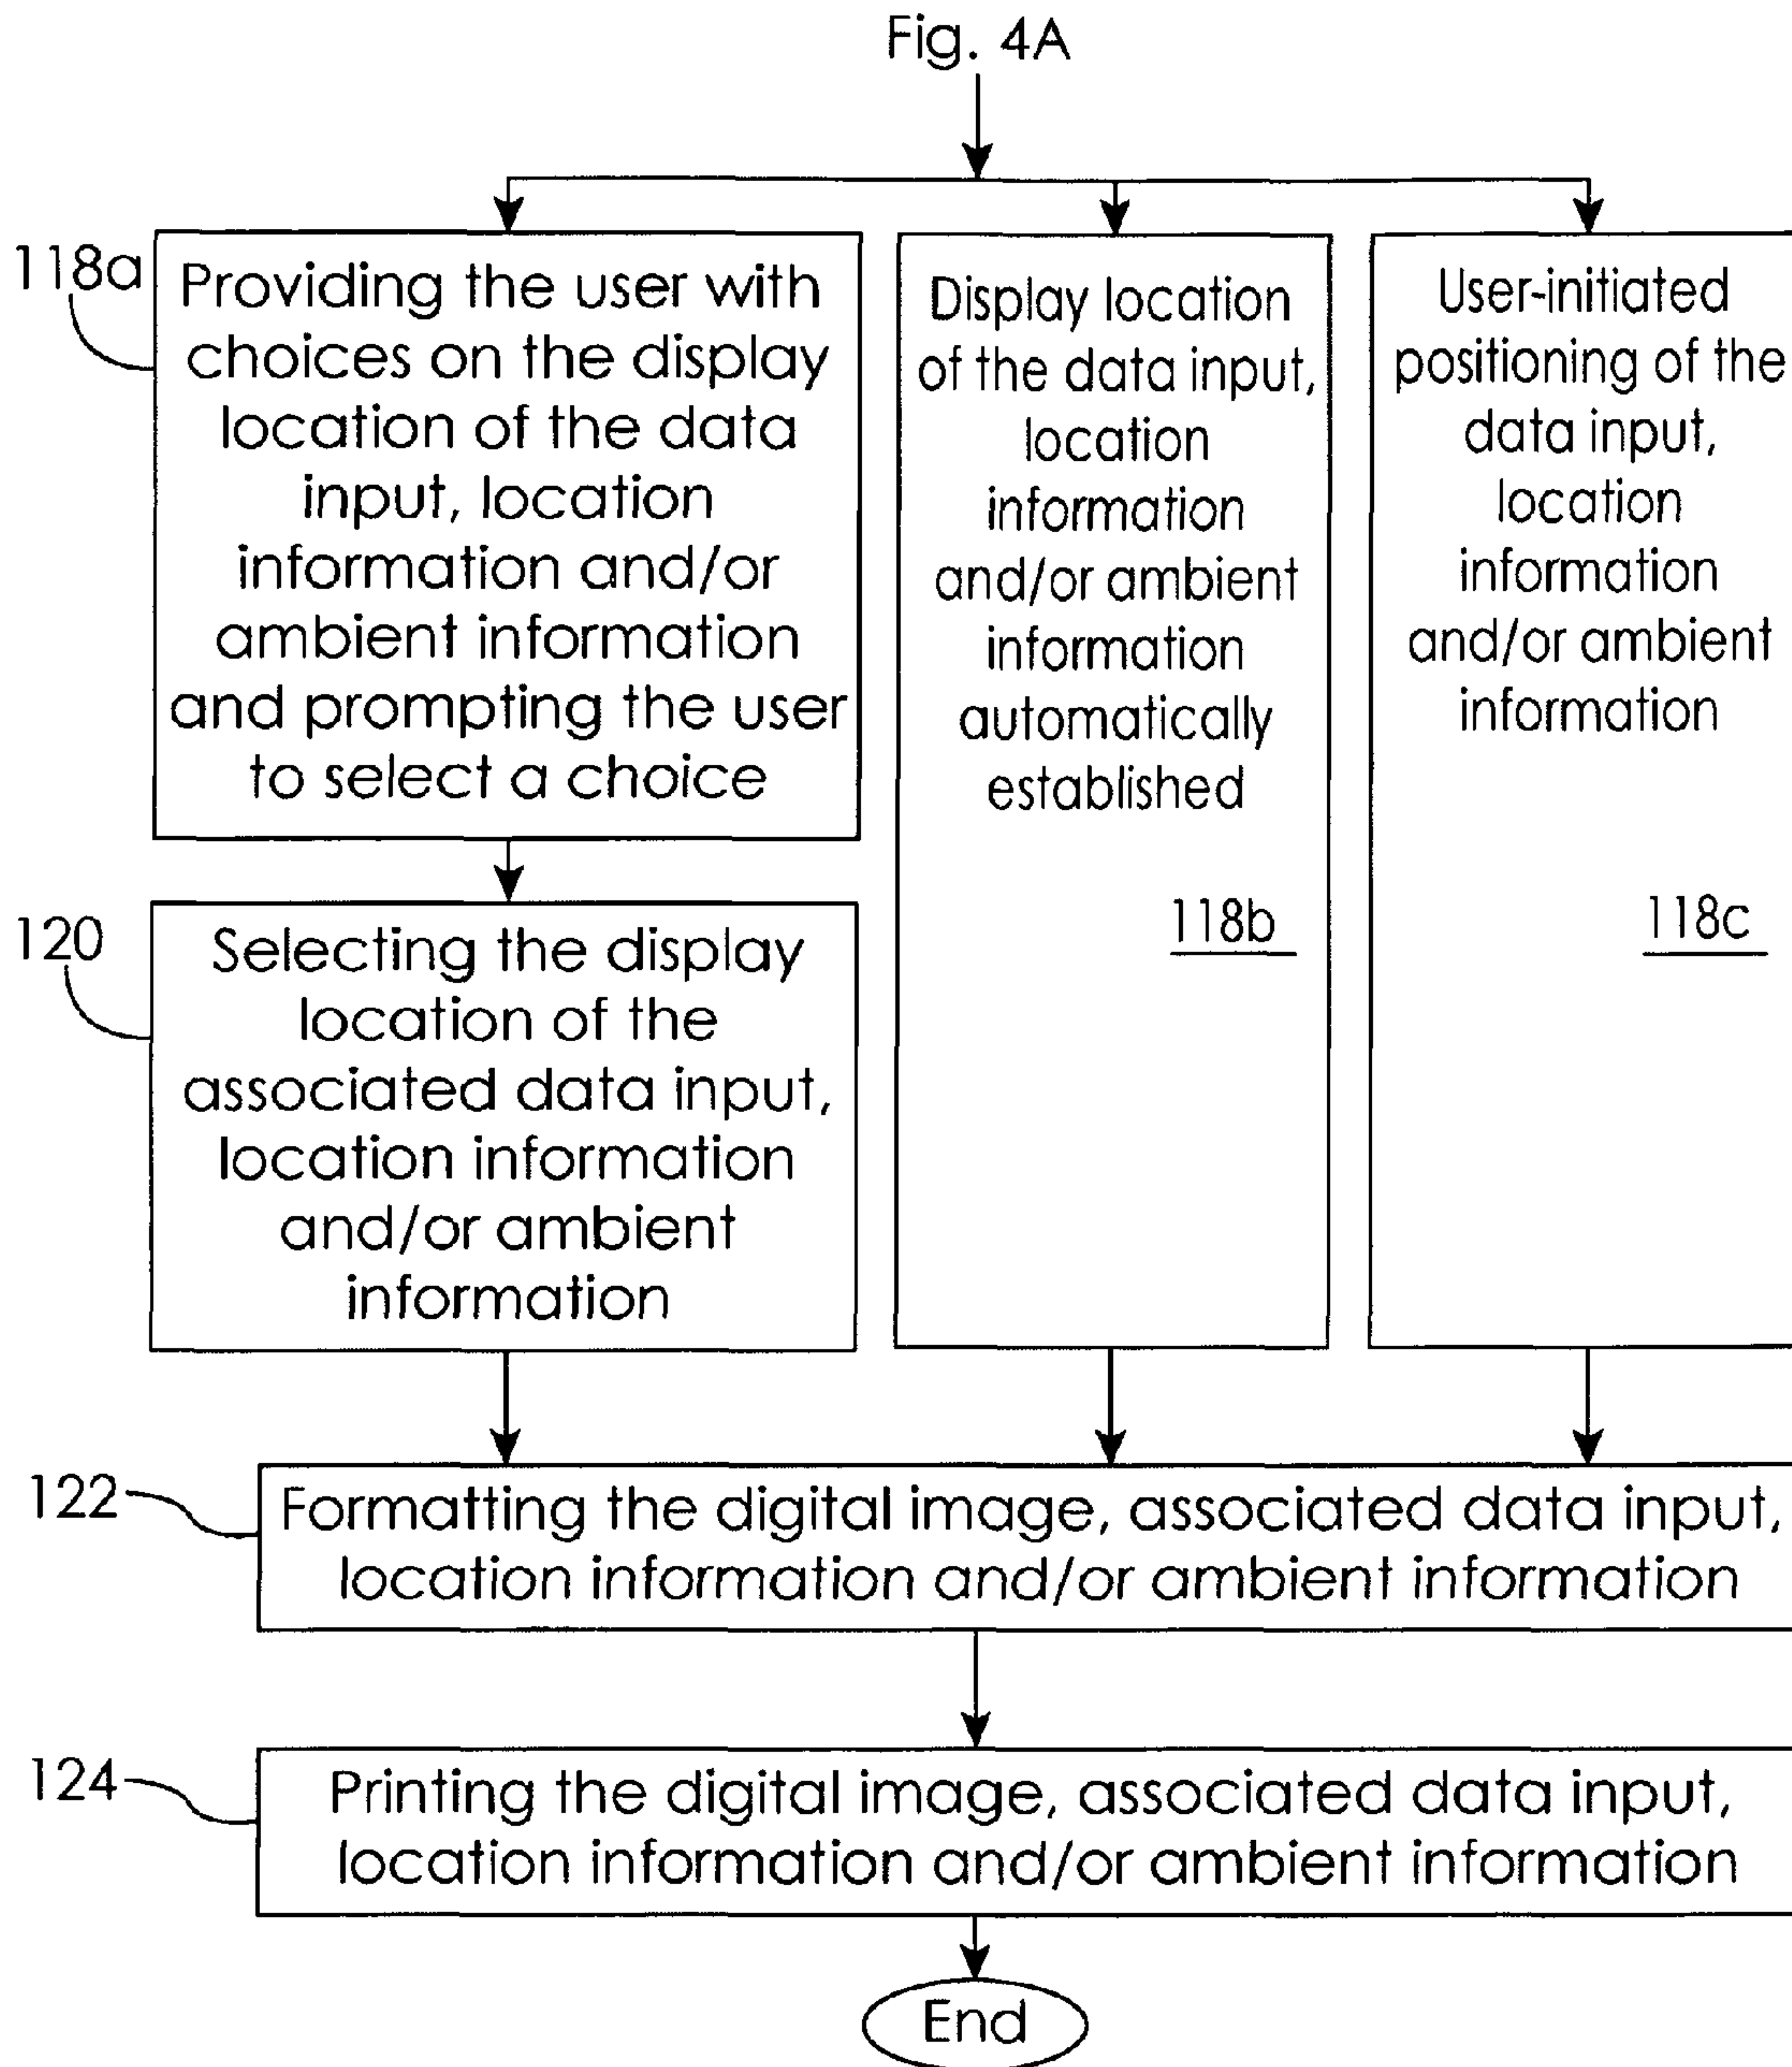 Fig. 4A
118a
Providing the user with
choices on the display
location of the data
input, location
information and/or
ambient information
and prompting the user
to select a choice
Display location
of the data input,
location
information
and/or ambient
information
automatically
established
118b
User-initiated
positioning of the
data input,
location
information
and/or ambient
information
118c
120
Selecting the display
location of the
associated data input,
location information
and/or ambient
information
122
Formatting the digital image, associated data input,
location information and/or ambient information
124
Printing the digital image, associated data input,
location information and/or ambient information
End